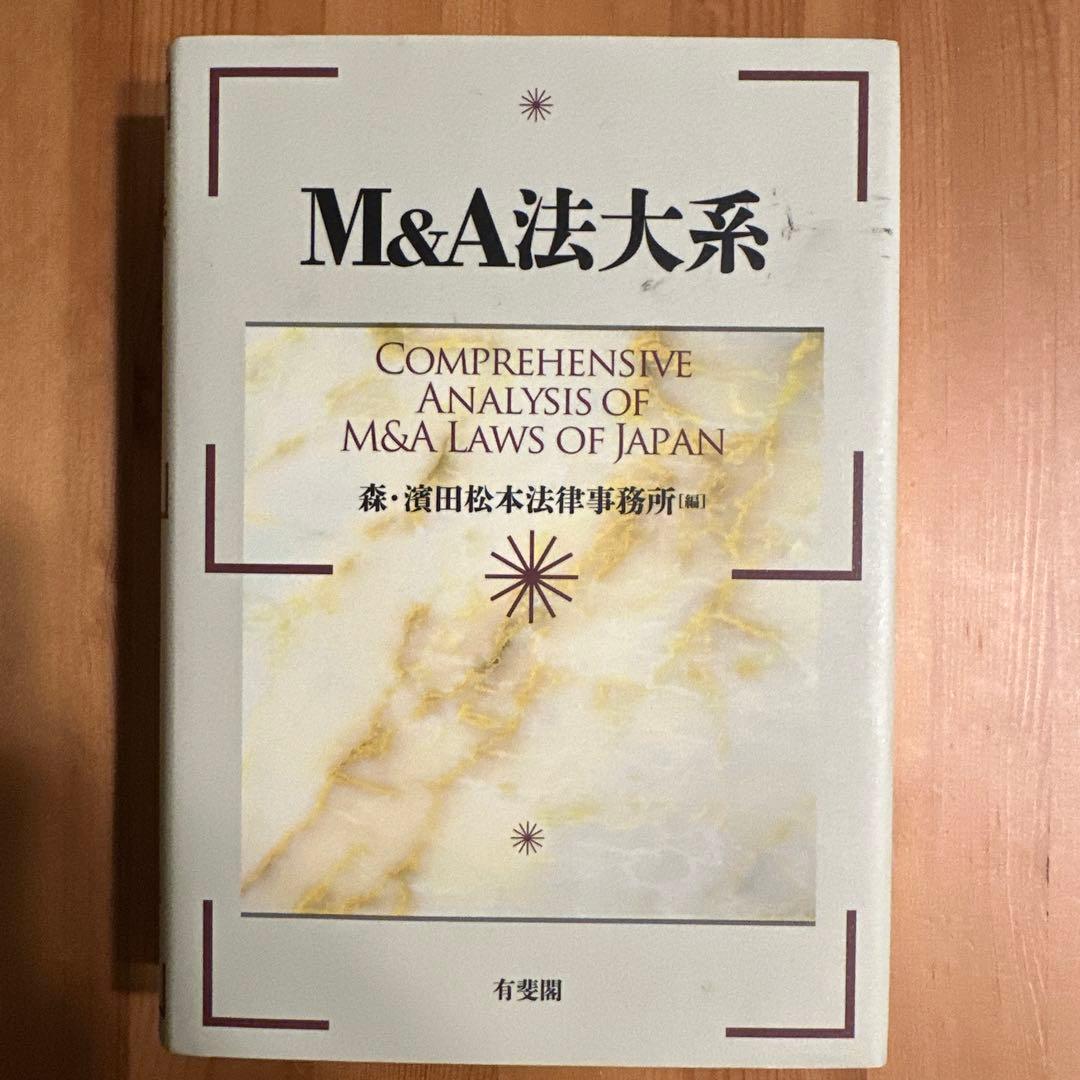 M&A法大系
COMPREHENSIVE
ANALYSIS OF
M&A LAWS OF JAPAN
森・濱田松本法律事務所[編]
有斐閣